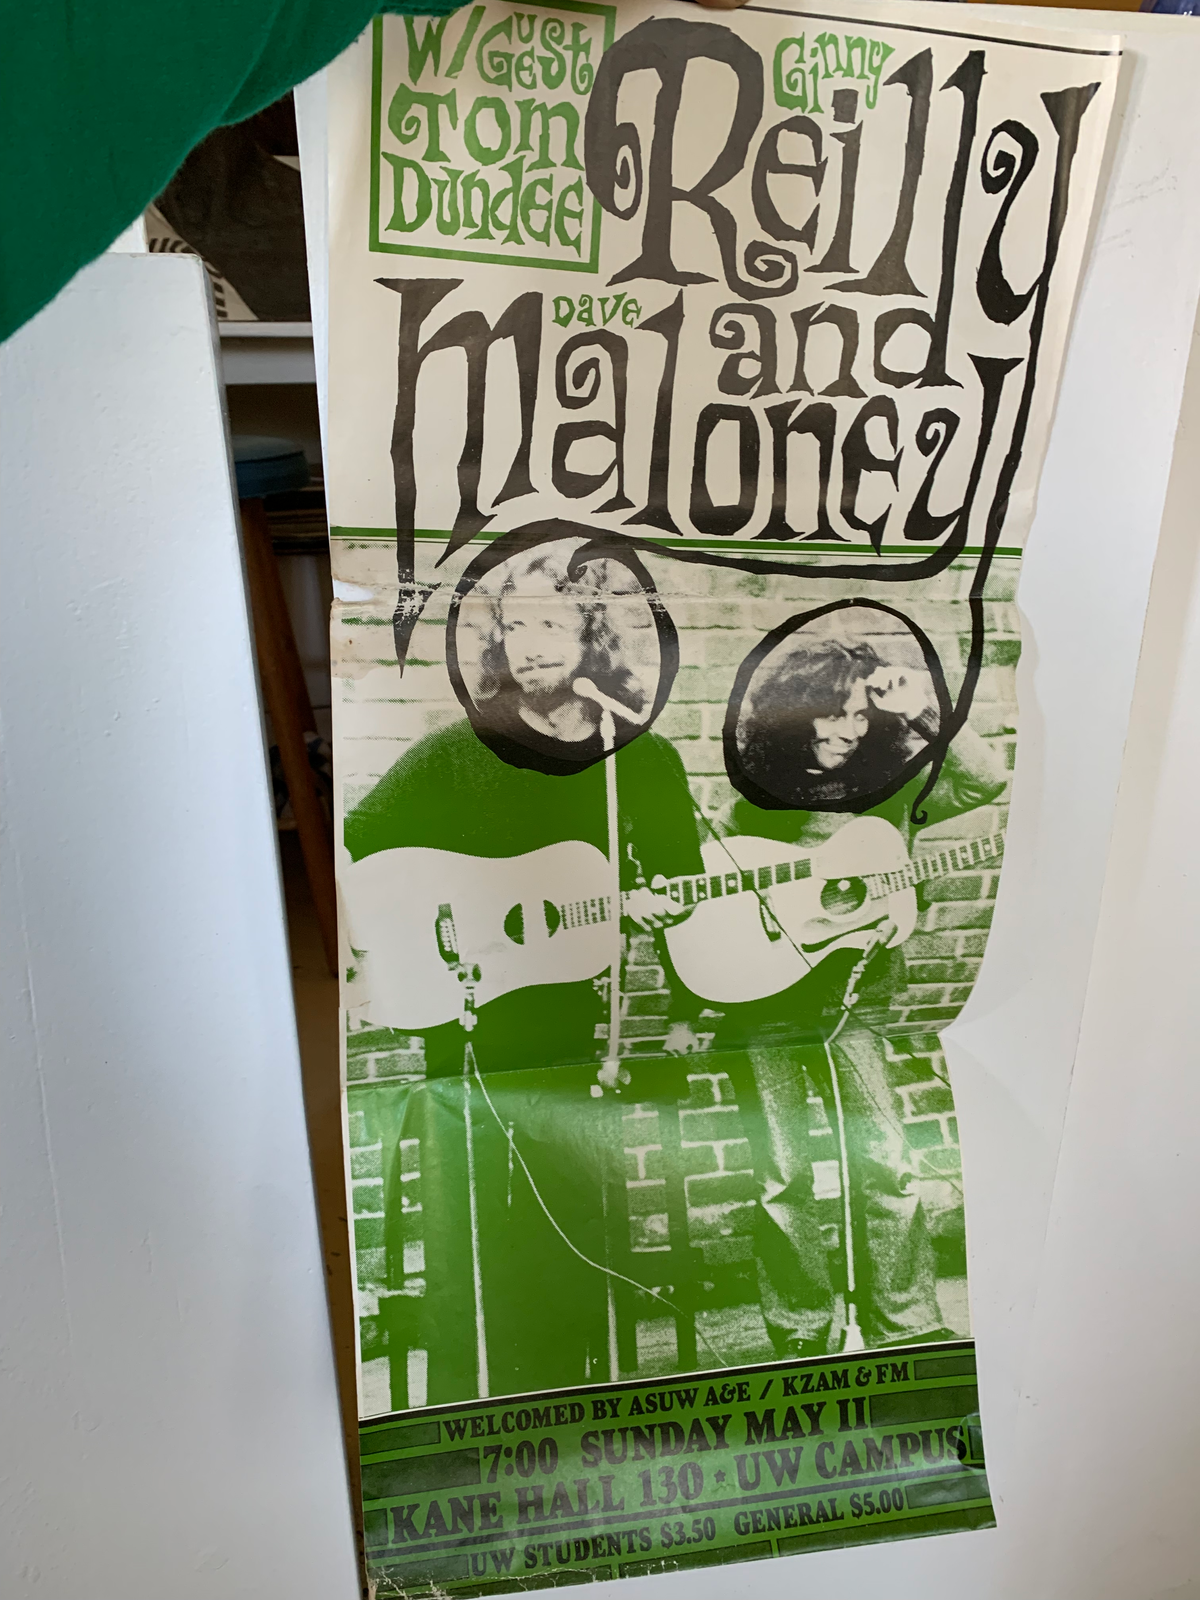 W/Guest
Tom
Dundee
Ginny
Reilly
and
Dave
Maloney
WELCOMED BY ASUW A&E / KZAM & FM
7:00 SUNDAY MAY 11
KANE HALL 130 ★ UW CAMPUS
UW STUDENTS $3.50 GENERAL $5.00